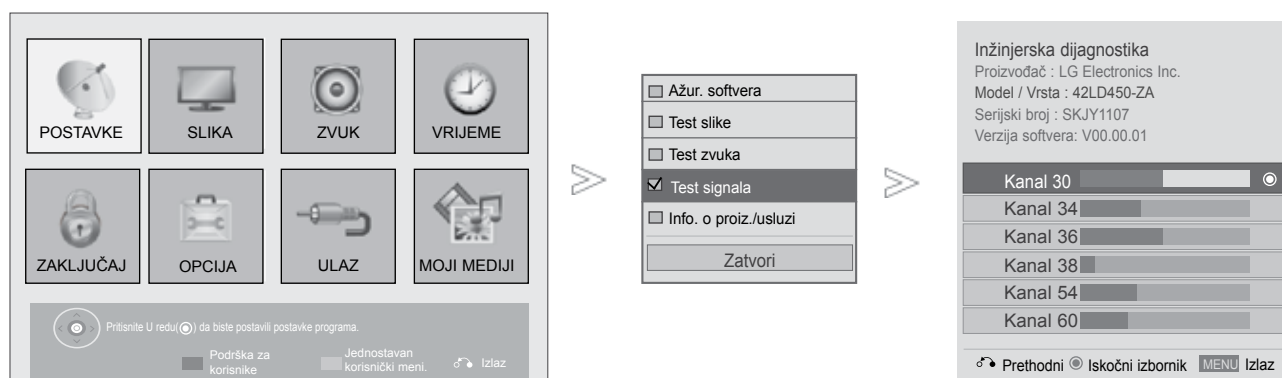 POSTAVKE
SLIKA
ZVUK
VRIJEME
ZAKLJUČAJ
OPCIJA
ULAZ
MOJI MEDIJI
Pritisnite U redu(◉) da biste postavili postavke programa.
Podrška za
korisnike
Jednostavan
korisnički meni.
Izlaz
Ažur. softvera
Test slike
Test zvuka
Test signala
Info. o proiz./usluzi
Zatvori
Inžinjerska dijagnostika
Proizvođač : LG Electronics Inc.
Model / Vrsta : 42LD450-ZA
Serijski broj : SKJY1107
Verzija softvera: V00.00.01
Kanal 30
Kanal 34
Kanal 36
Kanal 38
Kanal 54
Kanal 60
Prethodni ◉ Iskočni izbornik MENU Izlaz